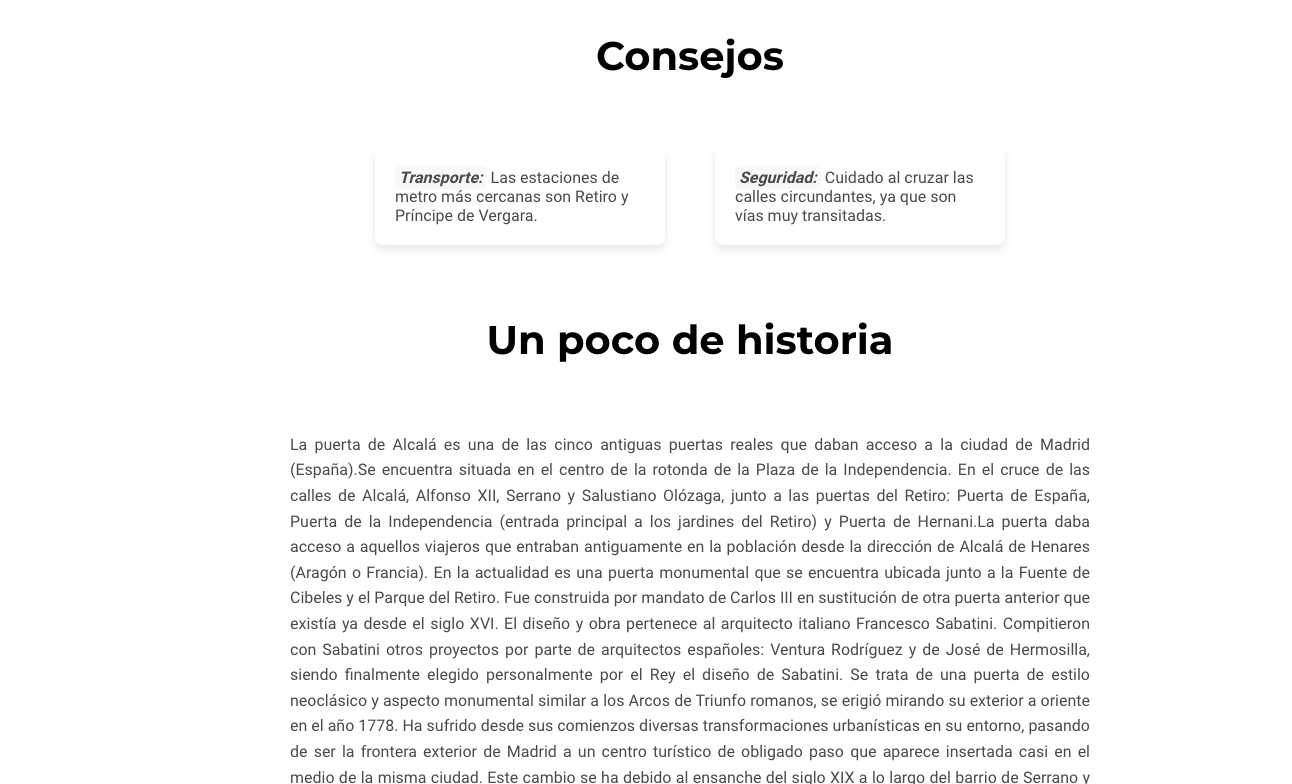 Consejos
Transporte: Las estaciones de
metro más cercanas son Retiro y
Príncipe de Vergara.
Seguridad: Cuidado al cruzar las
calles circundantes, ya que son
vías muy transitadas.
Un poco de historia
La puerta de Alcalá es una de las cinco antiguas puertas reales que daban acceso a la ciudad de Madrid
(España).Se encuentra situada en el centro de la rotonda de la Plaza de la Independencia. En el cruce de las
calles de Alcalá, Alfonso XII, Serrano y Salustiano Olózaga, junto a las puertas del Retiro: Puerta de España,
Puerta de la Independencia (entrada principal a los jardines del Retiro) y Puerta de Hernani.La puerta daba
acceso a aquellos viajeros que entraban antiguamente en la población desde la dirección de Alcalá de Henares
(Aragón o Francia). En la actualidad es una puerta monumental que se encuentra ubicada junto a la Fuente de
Cibeles y el Parque del Retiro. Fue construida por mandato de Carlos III en sustitución de otra puerta anterior que
existía ya desde el siglo XVI. El diseño y obra pertenece al arquitecto italiano Francesco Sabatini. Compitieron
con Sabatini otros proyectos por parte de arquitectos españoles: Ventura Rodríguez y de José de Hermosilla,
siendo finalmente elegido personalmente por el Rey el diseño de Sabatini. Se trata de una puerta de estilo
neoclásico y aspecto monumental similar a los Arcos de Triunfo romanos, se erigió mirando su exterior a oriente
en el año 1778. Ha sufrido desde sus comienzos diversas transformaciones urbanísticas en su entorno, pasando
de ser la frontera exterior de Madrid a un centro turístico de obligado paso que aparece insertada casi en el
medio de la misma ciudad. Este cambio se ha debido al ensanche del siglo XIX a lo largo del barrio de Serrano y